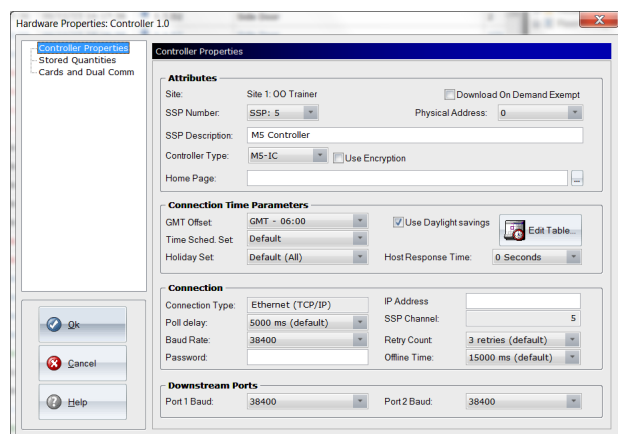 Side Door
Hardware Properties: Controller 1.0
Controller Properties
Stored Quantities
Cards and Dual Comm
Ok
Cancel
Help
Controller Properties
Attributes
Site: Site 1: OO Trainer Download On Demand Exempt
SSP Number: SSP: 5 Physical Address: 0
SSP Description: M5 Controller
Controller Type: M5-IC Use Encryption
Home Page: ...
Connection Time Parameters
GMT Offset: GMT - 06:00 Use Daylight savings Edit Table...
Time Sched. Set: Default
Holiday Set: Default (All) Host Response Time: 0 Seconds
Connection
Connection Type: Ethernet (TCP/IP) IP Address
Poll delay: 5000 ms (default) SSP Channel: 5
Baud Rate: 38400 Retry Count: 3 retries (default)
Password: Offline Time: 15000 ms (default)
Downstream Ports
Port 1 Baud: 38400 Port 2 Baud: 38400